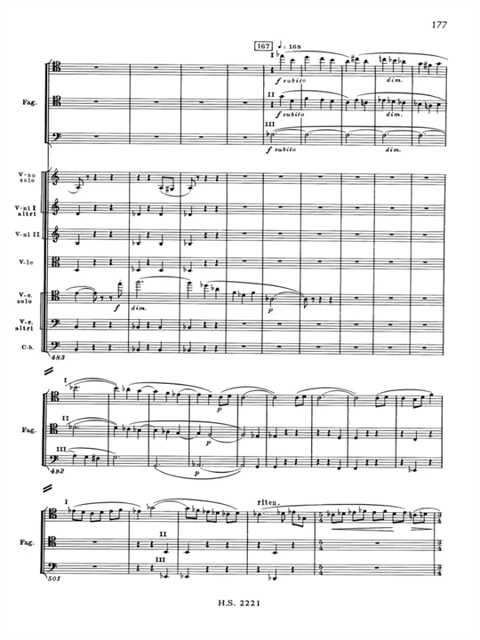 177
167 ♪= 168
I
f subito dim.
Fag.
II
f subito dim.
III
f subito dim.
V-no
solo
V-ni I
altri
V-ni II
V-le
V-c.
solo
f dim.
V-c.
altri
C-b.
483
I
p
Fag.
II
p
III
p
492
I
riten.
Fag.
II
III
501
H.S. 2221